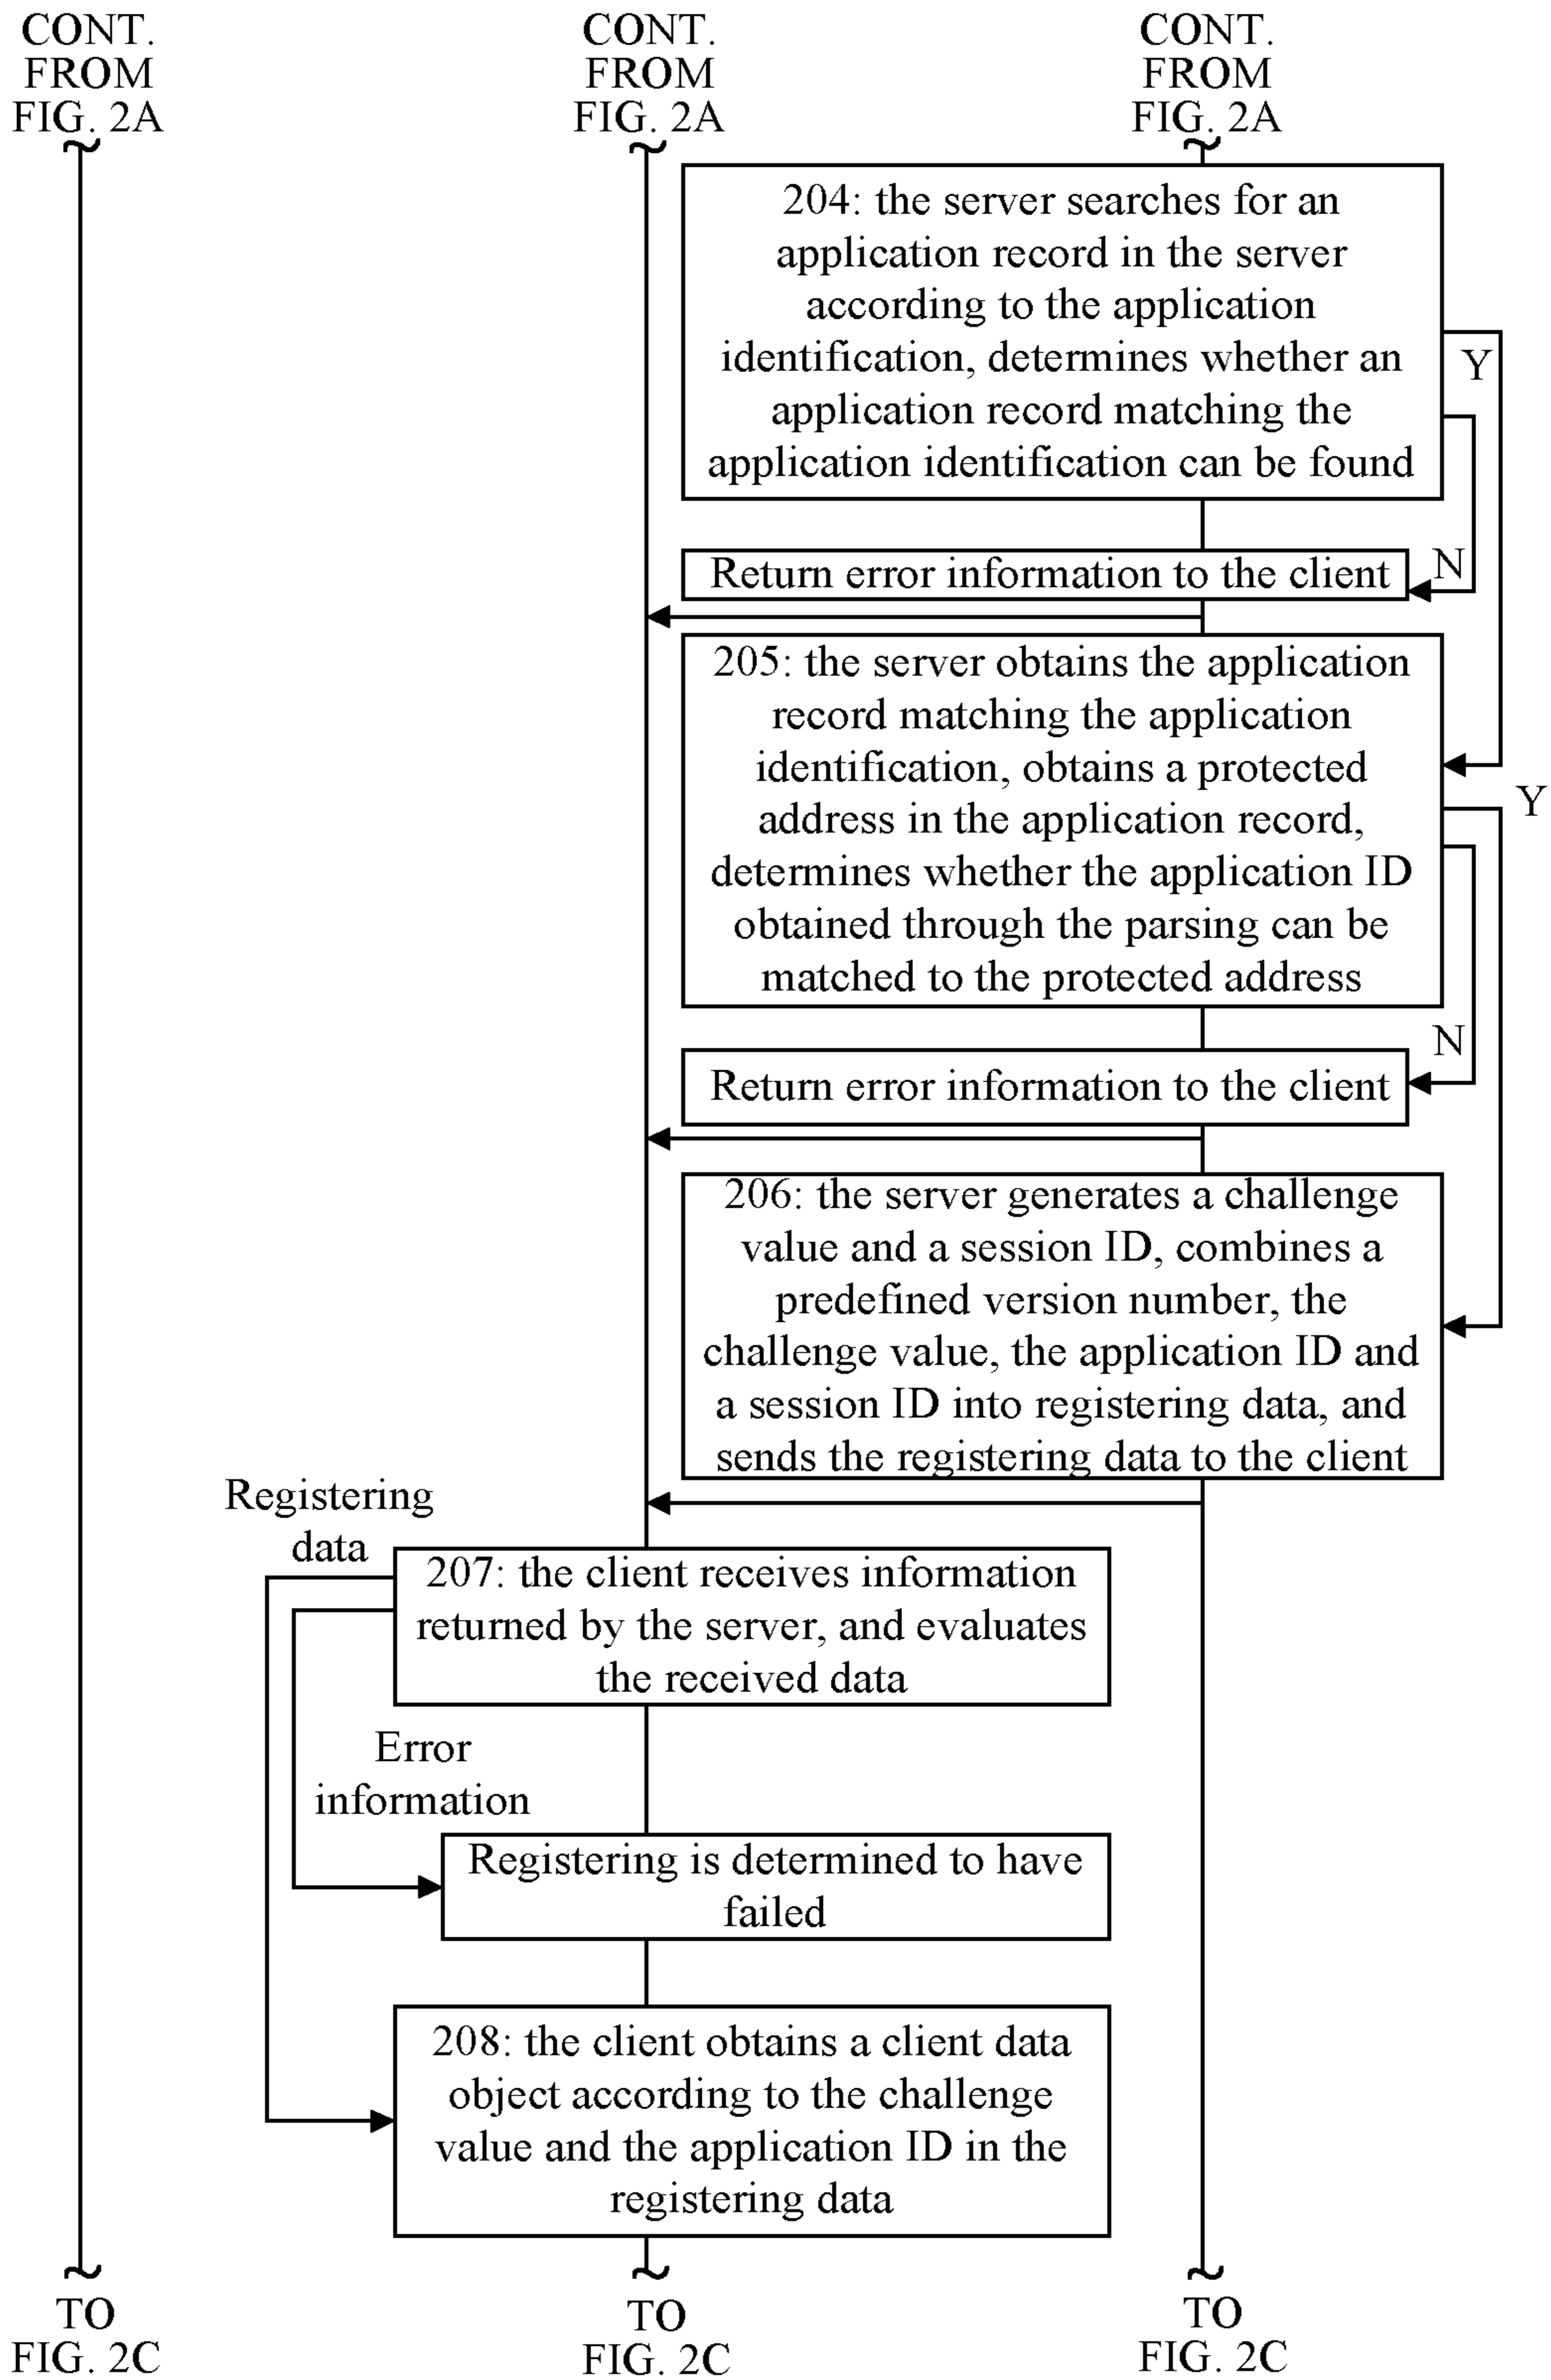 CONT.
FROM
FIG. 2A
CONT.
FROM
FIG. 2A
CONT.
FROM
FIG. 2A
204: the server searches for an
application record in the server
according to the application
identification, determines whether an
application record matching the
application identification can be found
Y
N
Return error information to the client
205: the server obtains the application
record matching the application
identification, obtains a protected
address in the application record,
determines whether the application ID
obtained through the parsing can be
matched to the protected address
Y
N
Return error information to the client
206: the server generates a challenge
value and a session ID, combines a
predefined version number, the
challenge value, the application ID and
a session ID into registering data, and
sends the registering data to the client
Registering
data
207: the client receives information
returned by the server, and evaluates
the received data
Error
information
Registering is determined to have
failed
208: the client obtains a client data
object according to the challenge
value and the application ID in the
registering data
TO
FIG. 2C
TO
FIG. 2C
TO
FIG. 2C